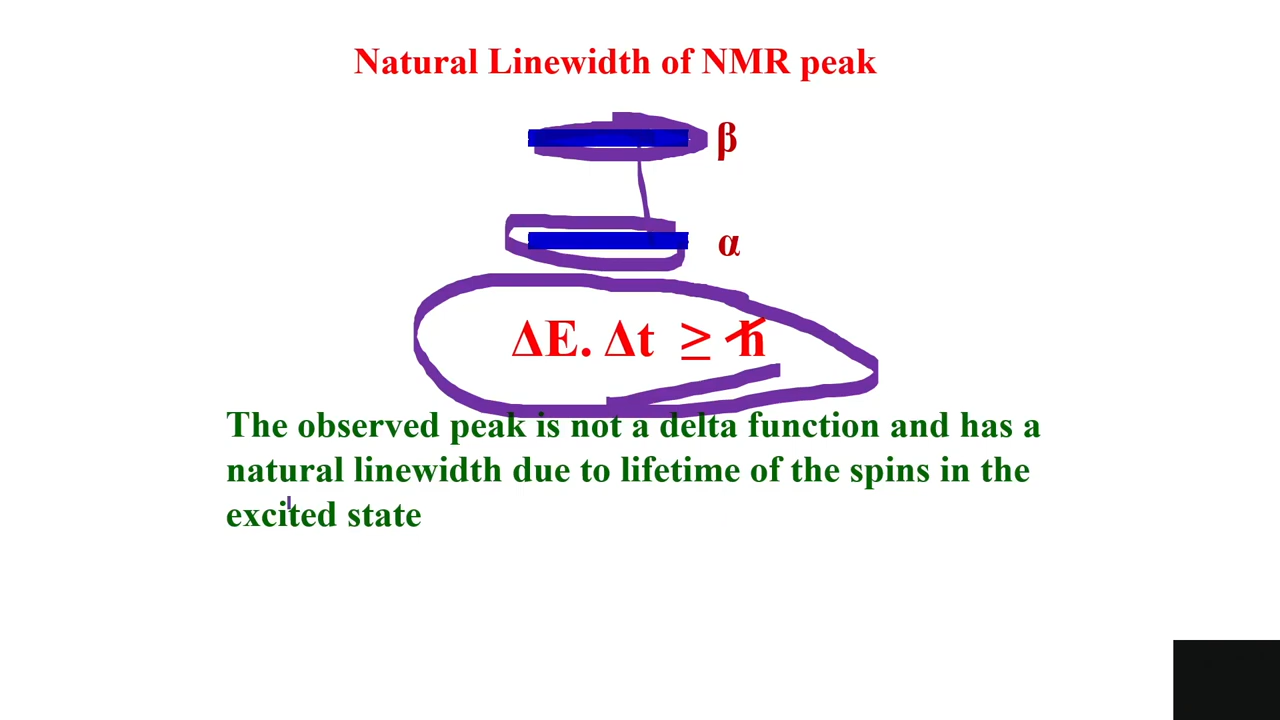 Natural Linewidth of NMR peak
β
α
ΔE. Δt ≥ ħ
The observed peak is not a delta function and has a
natural linewidth due to lifetime of the spins in the
excited state